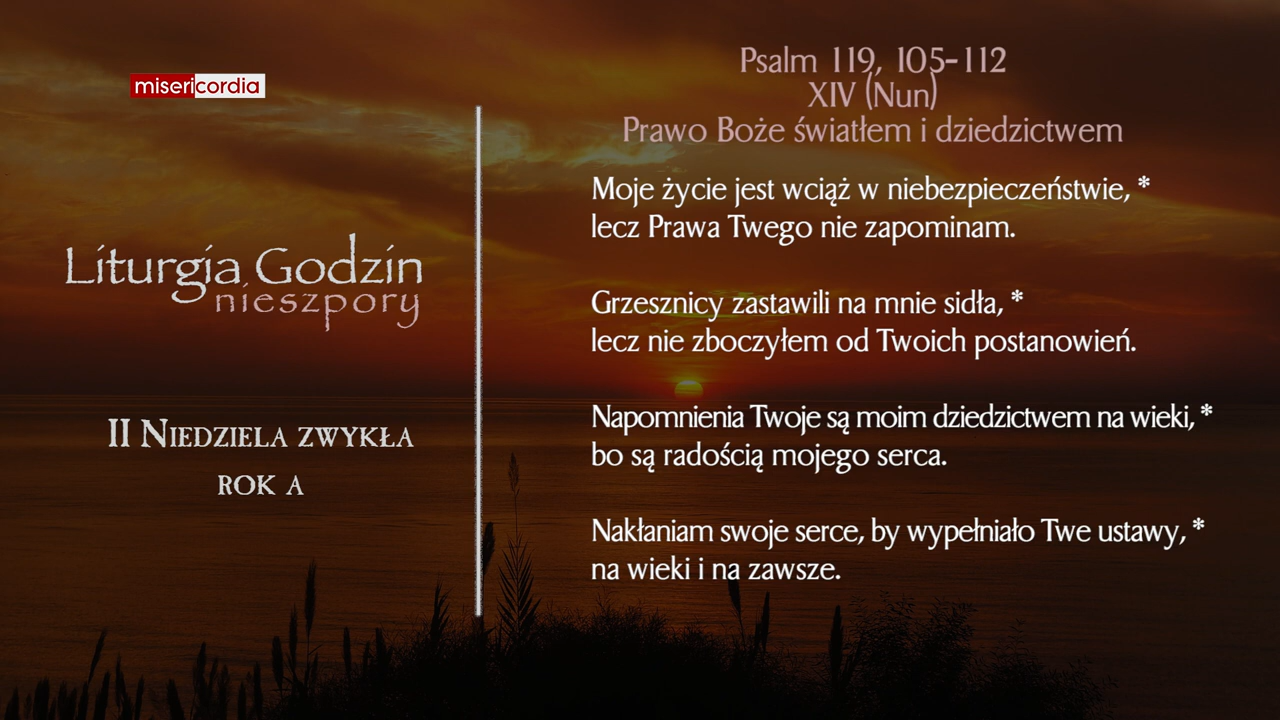 misericordia
Liturgia Godzin
nieszpory
II Niedziela zwykła
rok A
Psalm 119, 105-112
XIV (Nun)
Prawo Boże światłem i dziedzictwem
Moje życie jest wciąż w niebezpieczeństwie, *
lecz Prawa Twego nie zapominam.
Grzesznicy zastawili na mnie sidła, *
lecz nie zboczyłem od Twoich postanowień.
Napomnienia Twoje są moim dziedzictwem na wieki, *
bo są radością mojego serca.
Nakłaniam swoje serce, by wypełniało Twe ustawy, *
na wieki i na zawsze.